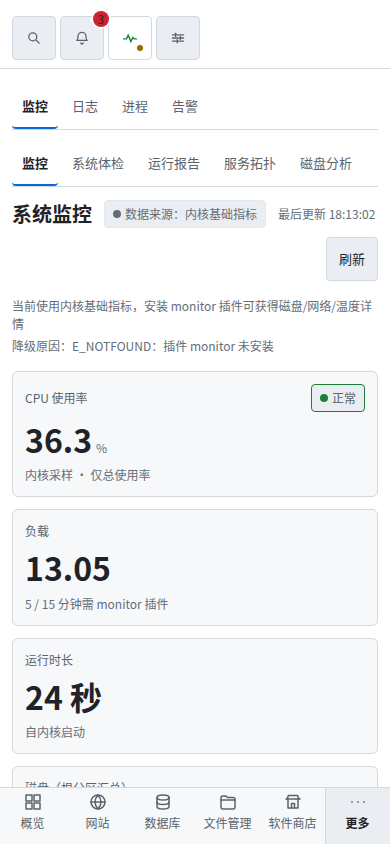 3
监控 日志 进程 告警
监控 系统体检 运行报告 服务拓扑 磁盘分析
系统监控 数据来源：内核基础指标 最后更新 18:13:02
刷新
当前使用内核基础指标，安装 monitor 插件可获得磁盘/网络/温度详
情
降级原因：E_NOTFOUND：插件 monitor 未安装
CPU 使用率 正常
36.3 %
内核采样 · 仅总使用率
负载
13.05
5 / 15 分钟需 monitor 插件
运行时长
24 秒
自内核启动
磁盘（根分区汇总）
概览 网站 数据库 文件管理 软件商店 更多